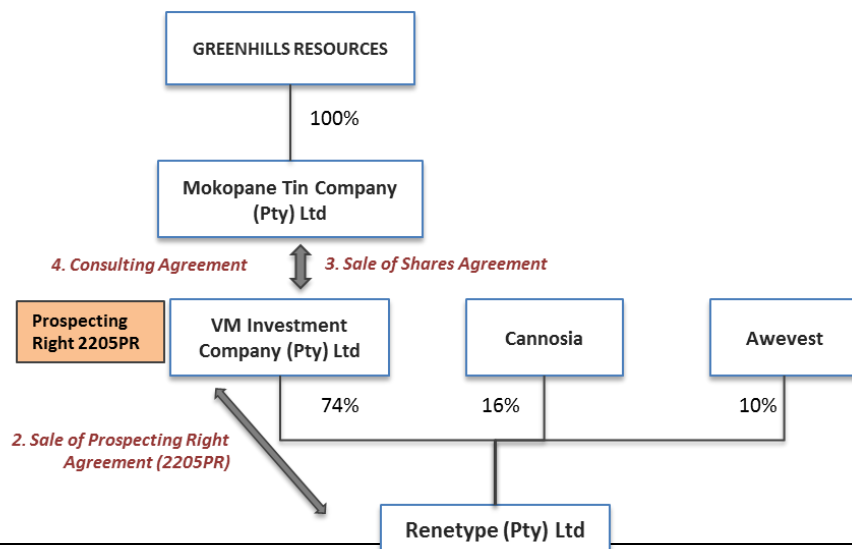 GREENHILLS RESOURCES
100%
Mokopane Tin Company
(Pty) Ltd
4. Consulting Agreement
3. Sale of Shares Agreement
Prospecting
Right 2205PR
VM Investment
Company (Pty) Ltd
Cannosia
Awevest
74%
16%
10%
2. Sale of Prospecting Right
Agreement (2205PR)
Renetype (Pty) Ltd